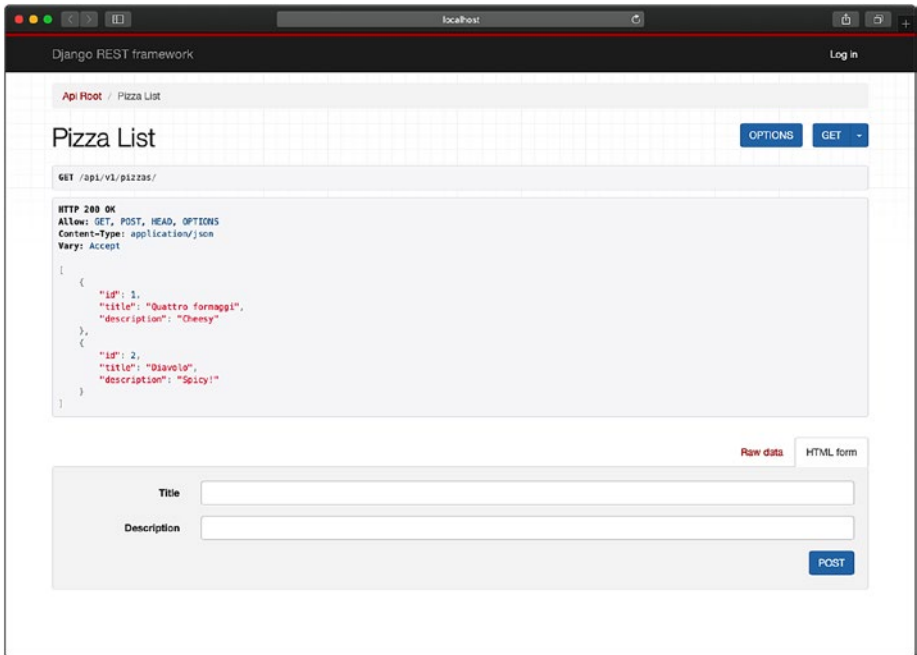 localhost
Django REST framework
Log in
Api Root / Pizza List
Pizza List
OPTIONS
GET
GET /api/v1/pizzas/
HTTP 200 OK
Allow: GET, POST, HEAD, OPTIONS
Content-Type: application/json
Vary: Accept
[
{
"id": 1,
"title": "Quattro formaggi",
"description": "Cheesy"
},
{
"id": 2,
"title": "Diavolo",
"description": "Spicy!"
}
]
Raw data
HTML form
Title
Description
POST